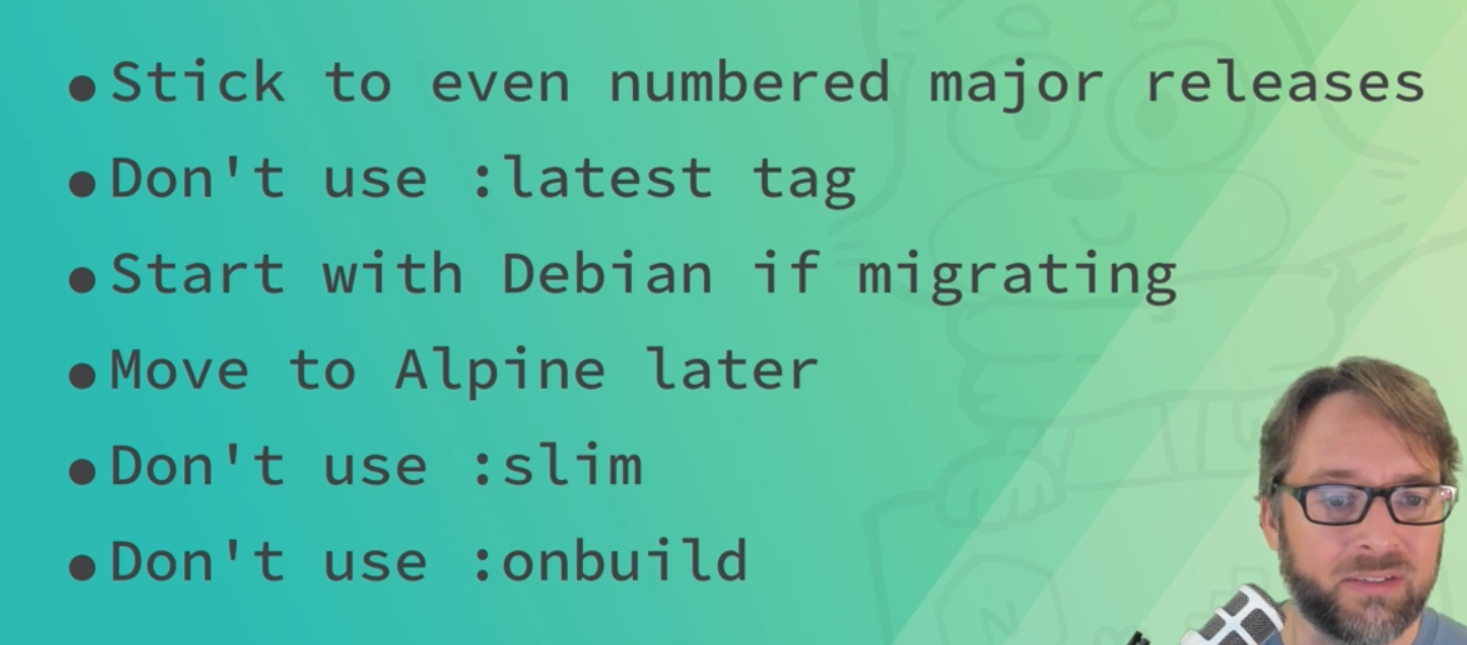 ● Stick to even numbered major releases
● Don't use :latest tag
● Start with Debian if migrating
● Move to Alpine later
● Don't use :slim
● Don't use :onbuild
N